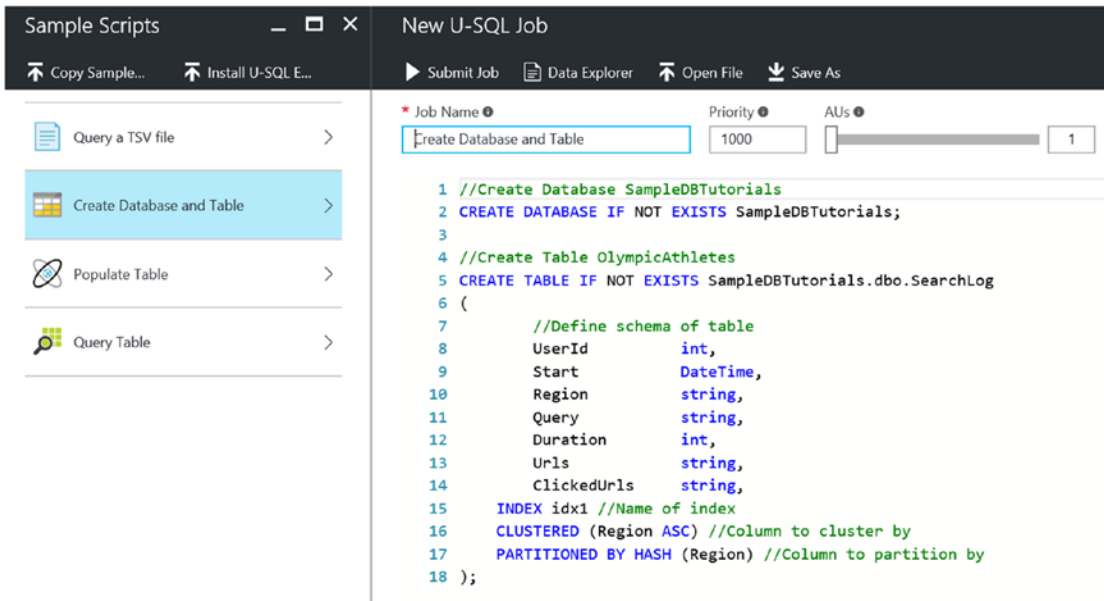 Sample Scripts
Copy Sample... Install U-SQL E...
Query a TSV file
Create Database and Table
Populate Table
Query Table
New U-SQL Job
Submit Job Data Explorer Open File Save As
* Job Name Priority AUs
Create Database and Table 1000 1
1 //Create Database SampleDBTutorials
2 CREATE DATABASE IF NOT EXISTS SampleDBTutorials;
3
4 //Create Table OlympicAthletes
5 CREATE TABLE IF NOT EXISTS SampleDBTutorials.dbo.SearchLog
6 (
7 //Define schema of table
8 UserId int,
9 Start DateTime,
10 Region string,
11 Query string,
12 Duration int,
13 Urls string,
14 ClickedUrls string,
15 INDEX idx1 //Name of index
16 CLUSTERED (Region ASC) //Column to cluster by
17 PARTITIONED BY HASH (Region) //Column to partition by
18 );